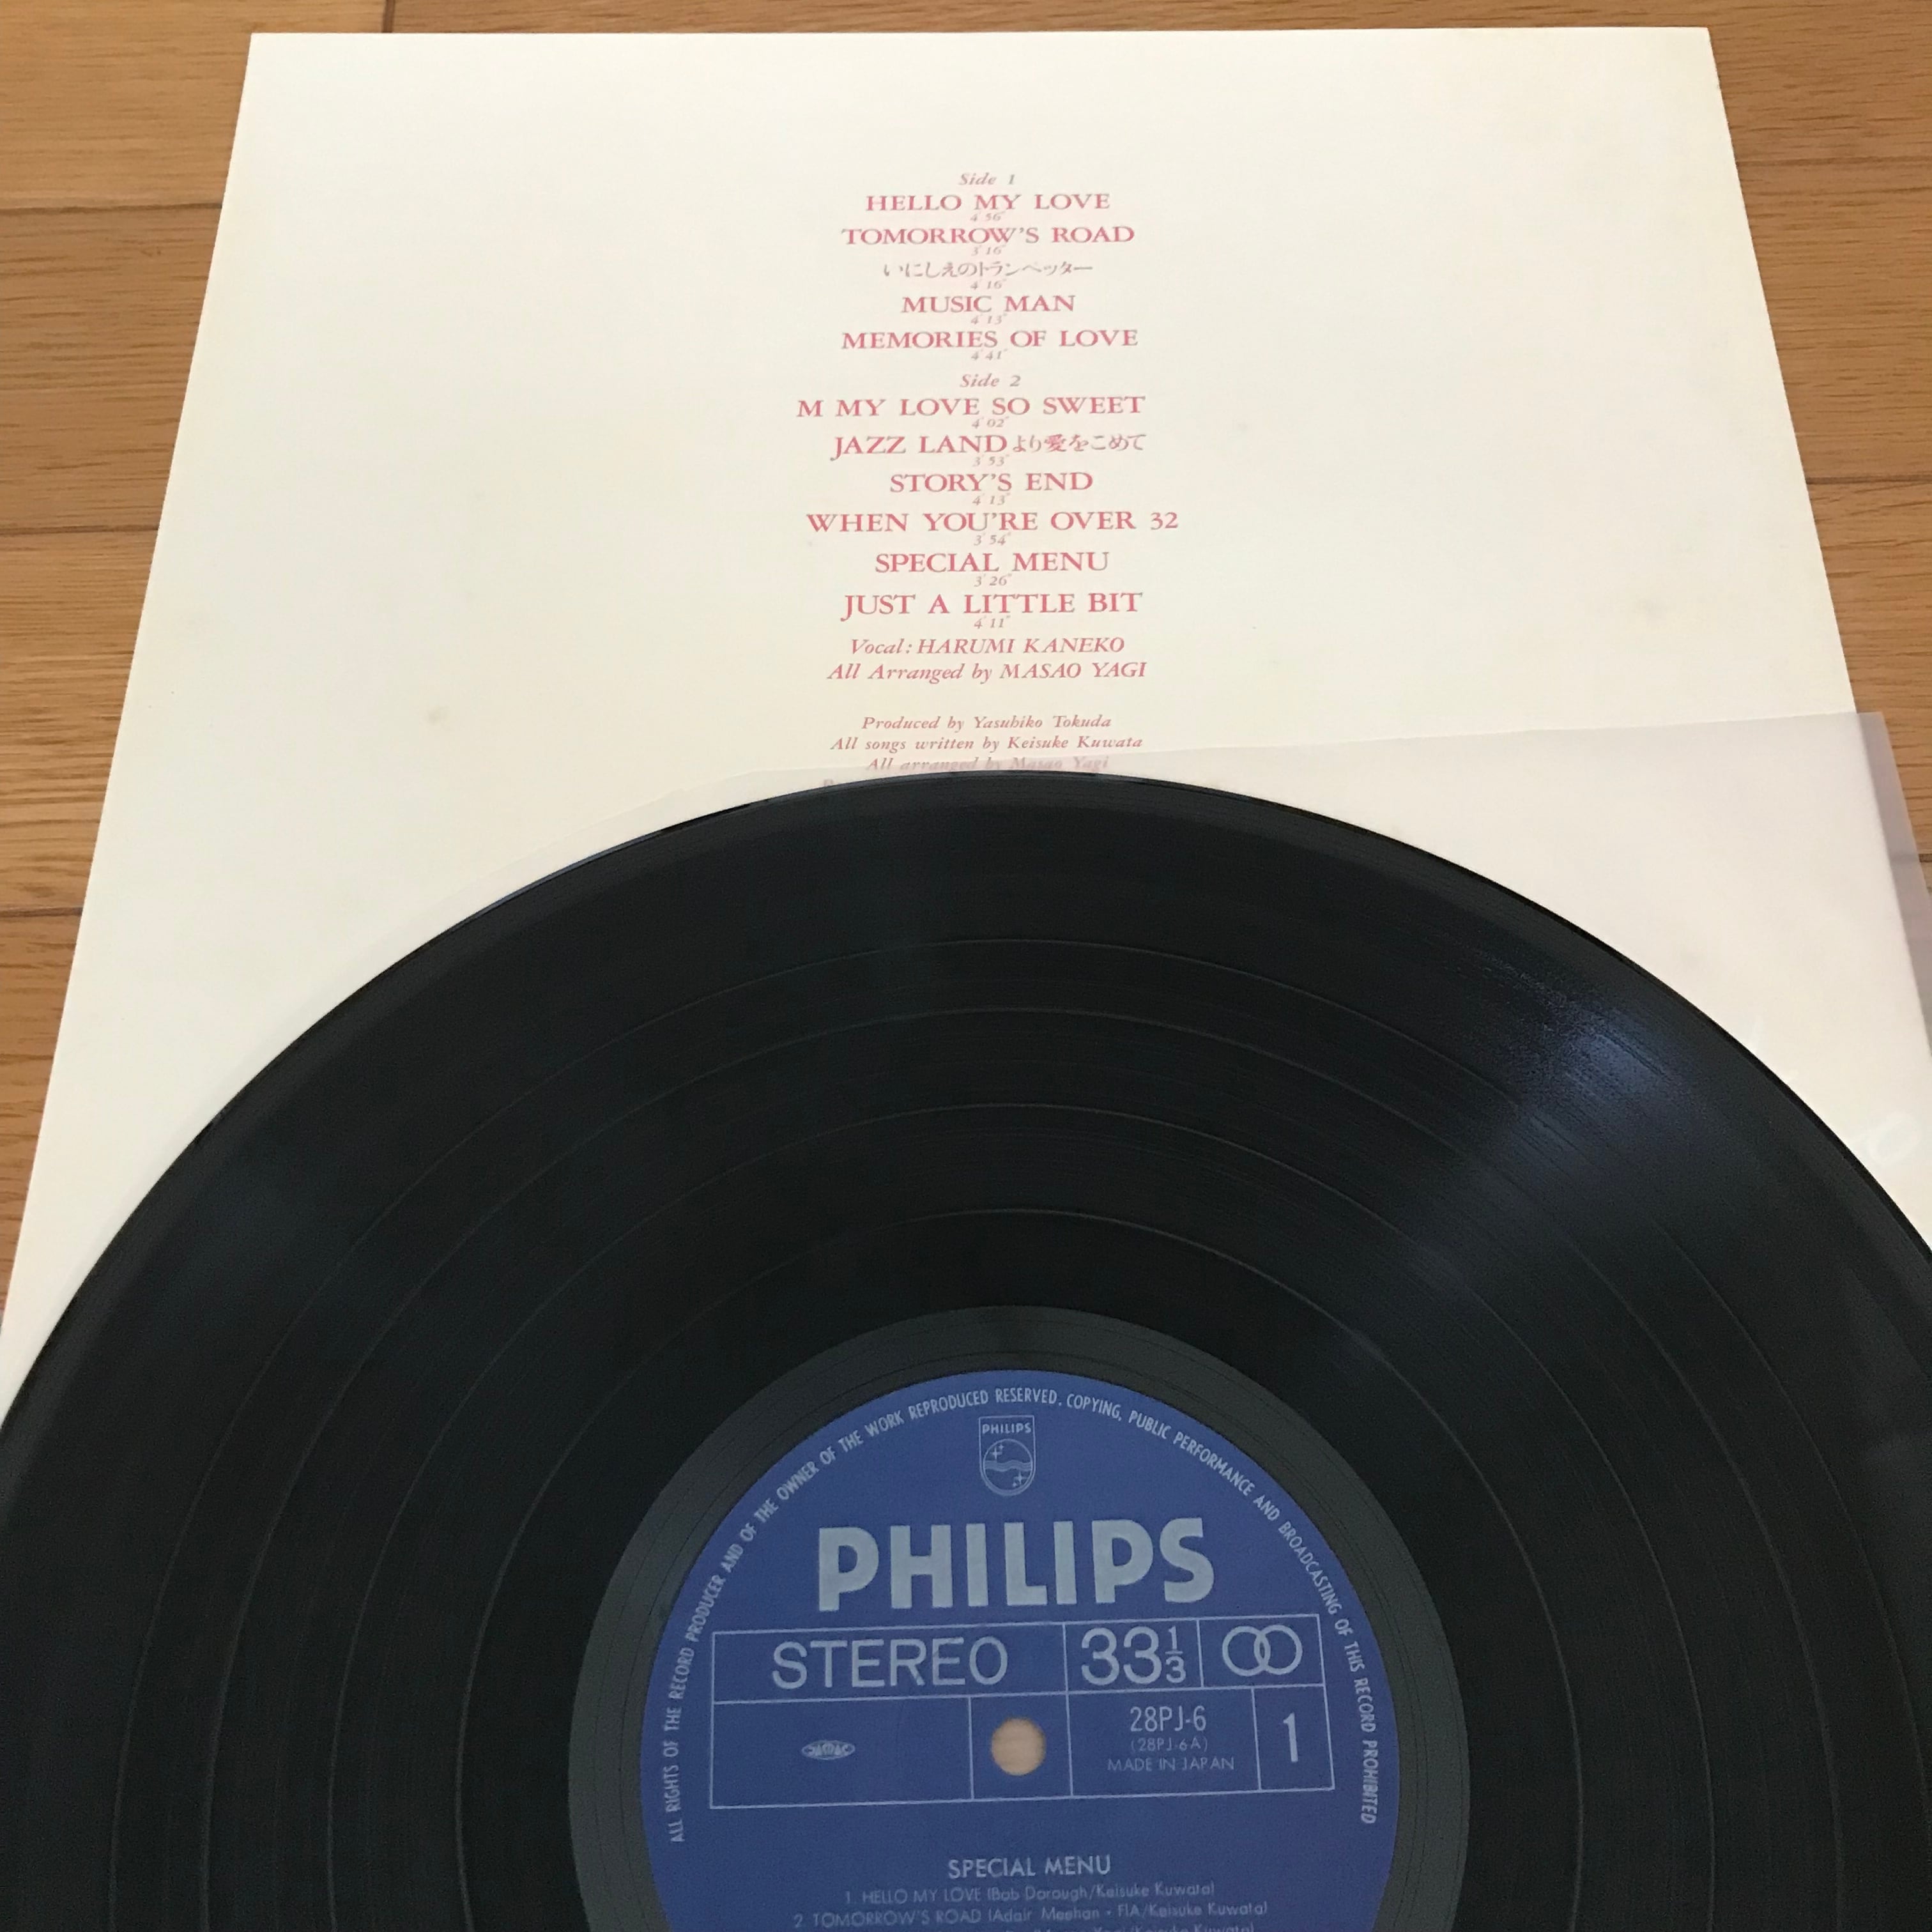 Side 1
HELLO MY LOVE
4'56"
TOMORROW'S ROAD
3'16"
いにしえのトランペッター
4'16"
MUSIC MAN
4'13"
MEMORIES OF LOVE
4'41"
Side 2
M MY LOVE SO SWEET
4'02"
JAZZ LANDより愛をこめて
3'53"
STORY'S END
4'13"
WHEN YOU'RE OVER 32
3'54"
SPECIAL MENU
3'26"
JUST A LITTLE BIT
4'11"
Vocal: HARUMI KANEKO
All Arranged by MASAO YAGI
Produced by Yasuhiko Tokuda
All songs written by Keisuke Kuwata
All arranged by Masao Yagi
ALL RIGHTS OF THE RECORD PRODUCER AND OF THE OWNER OF THE WORK REPRODUCED RESERVED. COPYING, PUBLIC PERFORMANCE AND BROADCASTING OF THIS RECORD PROHIBITED
PHILIPS
PHILIPS
STEREO 33 1/3
JASRAC 28PJ-6 1
(28PJ-6A)
MADE IN JAPAN
SPECIAL MENU
1. HELLO MY LOVE (Bob Dorough/Keisuke Kuwata)
2. TOMORROW'S ROAD (Adair Meehan・FIA/Keisuke Kuwata)
Yagi/Keisuke Kuwata)